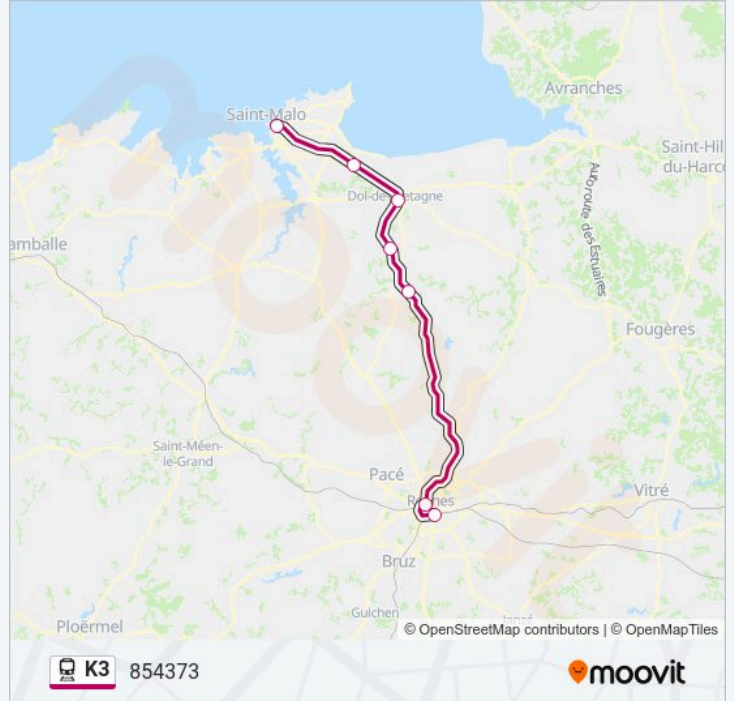 Avranches
Saint-Malo
Saint-Hil
du-Harco
Dol-de-Bretagne
Autoroute des Estuaires
amballe
Fougères
Saint-Méen-
le-Grand
Pacé
Rennes
Vitré
Bruz
Guichen
Ploërmel
© OpenStreetMap contributors | © OpenMapTiles
K3 854373
moovit